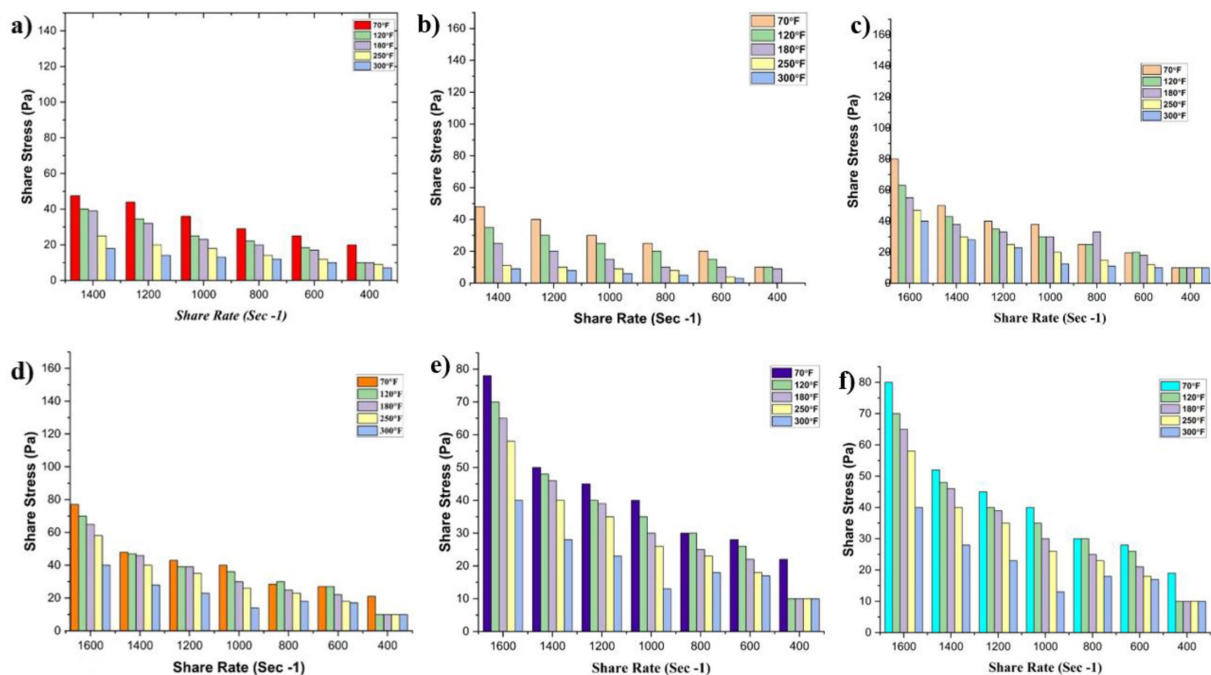 a)
70°F
120°F
180°F
250°F
300°F
Share Stress (Pa)
140
120
100
80
60
40
20
0
1400 1200 1000 800 600 400
Share Rate (Sec -1)
b)
70°F
120°F
180°F
250°F
300°F
Share Stress (Pa)
160
140
120
100
80
60
40
20
0
1400 1200 1000 800 600 400
Share Rate (Sec -1)
c)
70°F
120°F
180°F
250°F
300°F
Share Stress (Pa)
160
140
120
100
80
60
40
20
0
1600 1400 1200 1000 800 600 400
Share Rate (Sec -1)
d)
70°F
120°F
180°F
250°F
300°F
Share Stress (Pa)
160
140
120
100
80
60
40
20
0
1600 1400 1200 1000 800 600 400
Share Rate (Sec -1)
e)
70°F
120°F
180°F
250°F
300°F
Share Stress (Pa)
80
70
60
50
40
30
20
10
0
1600 1400 1200 1000 800 600 400
Share Rate (Sec -1)
f)
70°F
120°F
180°F
250°F
300°F
Share Stress (Pa)
80
70
60
50
40
30
20
10
0
1600 1400 1200 1000 800 600 400
Share Rate (Sec -1)